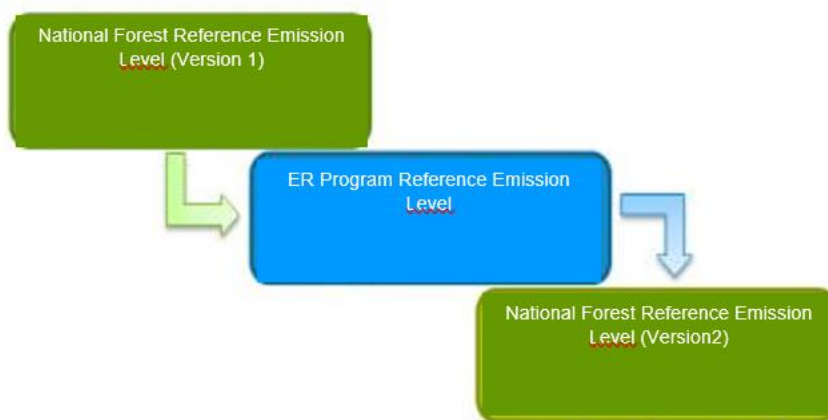 National Forest Reference Emission
Level (Version 1)
ER Program Reference Emission
Level
National Forest Reference Emission
Level (Version2)